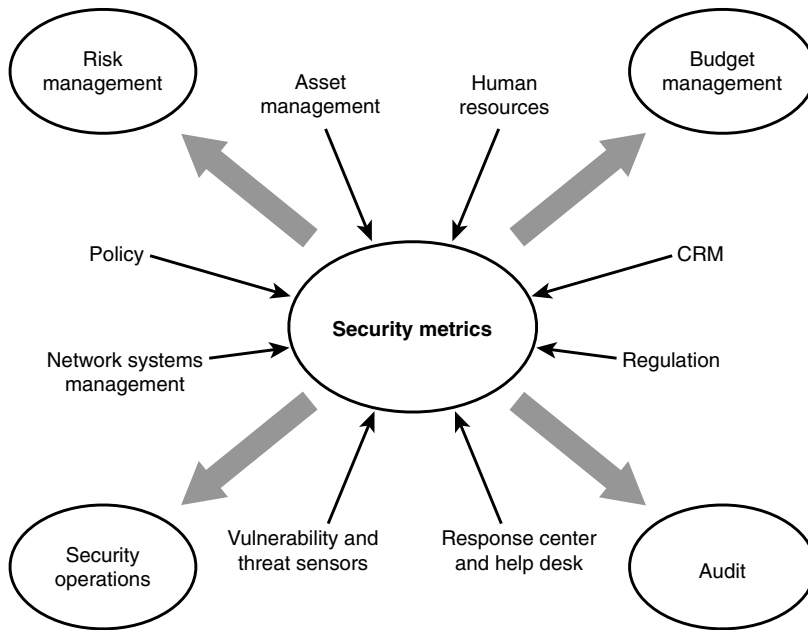 Risk
management
Asset
management
Human
resources
Budget
management
Policy
CRM
Security metrics
Network systems
management
Regulation
Security
operations
Vulnerability and
threat sensors
Response center
and help desk
Audit